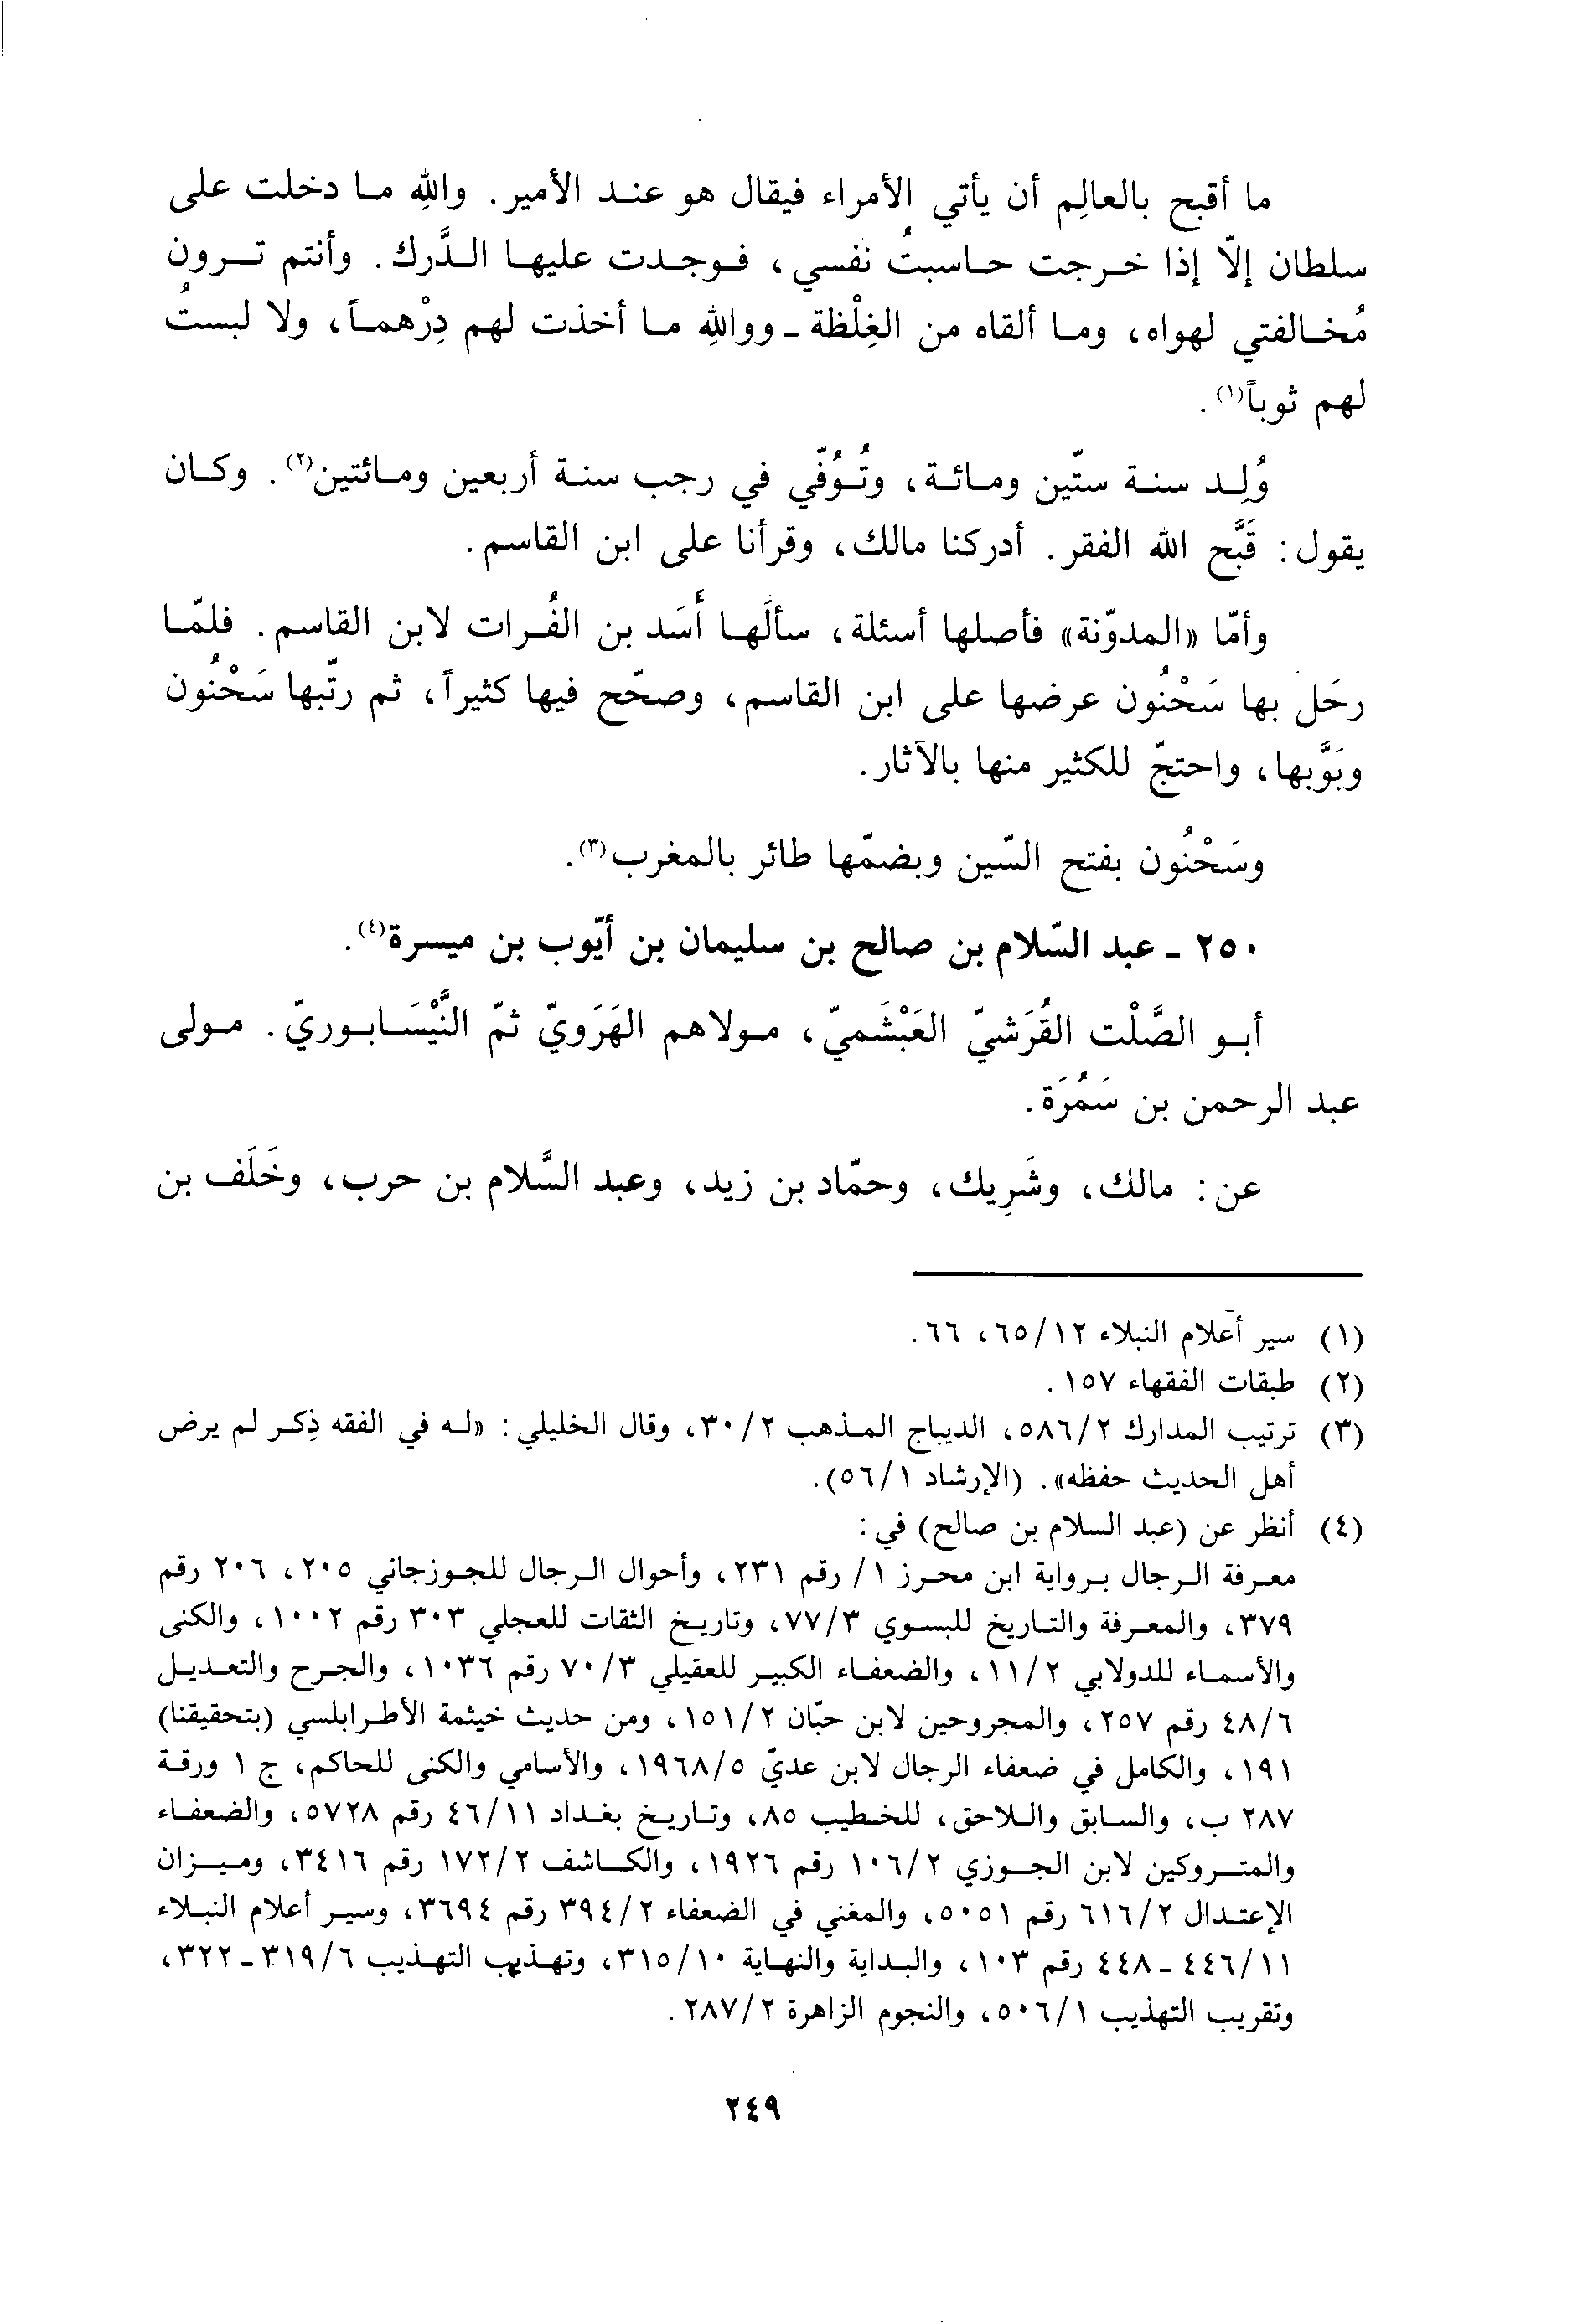 ما أقبح بالعالِم أن يأتي الأمراء فيقال هو عند الأمير. واللهِ ما دخلت على
سلطان إلّا إذا خرجت حاسبتُ نفسي، فوجدت عليها الدَّرك. وأنتم ترون
مُخالفتي لهواه، وما ألقاه من الغِلْظة - وواللهِ ما أخذت لهم دِرْهماً، ولا لبستُ
لهم ثوباً(١).
وُلِد سنة ستّين ومائة، وتُوُفّي في رجب سنة أربعين ومائتين(٢). وكان
يقول: قَبَّح الله الفقر. أدركنا مالك، وقرأنا على ابن القاسم.
وأمّا «المدوّنة» فأصلها أسئلة، سألَها أَسَد بن الفُرات لابن القاسم. فلمّا
رحَل بها سَحْنُون عرضها على ابن القاسم، وصحّح فيها كثيراً، ثم رتّبها سَحْنُون
وبَوَّبها، واحتجّ للكثير منها بالآثار.
وسَحْنُون بفتح السّين وبضمّها طائر بالمغرب(٣).
٢٥٠ - عبد السّلام بن صالح بن سليمان بن أيّوب بن ميسرة(٤).
أبو الصَّلْت القُرَشيّ العَبْشَميّ، مولاهم الهَرَويّ ثمّ النَّيْسَابوريّ. مولى
عبد الرحمن بن سَمُرَة.
عن: مالك، وشَرِيك، وحمّاد بن زيد، وعبد السَّلام بن حرب، وخَلَف بن
(١) سير أعلام النبلاء ١٢/٦٥، ٦٦.
(٢) طبقات الفقهاء ١٥٧.
(٣) ترتيب المدارك ٢/٥٨٦، الديباج المذهب ٢/٣٠، وقال الخليلي: «له في الفقه ذِكر لم يرض
أهل الحديث حفظه». (الإرشاد ١/٥٦).
(٤) أنظر عن (عبد السلام بن صالح) في:
معرفة الرجال برواية ابن محرز ١/ رقم ٢٣١، وأحوال الرجال للجوزجاني ٢٠٥، ٢٠٦ رقم
٣٧٩، والمعرفة والتاريخ للبسوي ٣/٧٧، وتاريخ الثقات للعجلي ٣٠٣ رقم ١٠٠٢، والكنى
والأسماء للدولابي ٢/١١، والضعفاء الكبير للعقيلي ٣/٧٠ رقم ١٠٣٦، والجرح والتعديل
٦/٤٨ رقم ٢٥٧، والمجروحين لابن حبّان ٢/١٥١، ومن حديث خيثمة الأطرابلسي (بتحقيقنا)
١٩١، والكامل في ضعفاء الرجال لابن عديّ ٥/١٩٦٨، والأسامي والكنى للحاكم، ج ١ ورقة
٢٨٧ ب، والسابق واللاحق، للخطيب ٨٥، وتاريخ بغداد ١١/٤٦ رقم ٥٧٢٨، والضعفاء
والمتروكين لابن الجوزي ٢/١٠٦ رقم ١٩٢٦، والكاشف ٢/١٧٢ رقم ٣٤١٦، وميزان
الإعتدال ٢/٦١٦ رقم ٥٠٥١، والمغني في الضعفاء ٢/٣٩٤ رقم ٣٦٩٤، وسير أعلام النبلاء
١١/٤٤٦ - ٤٤٨ رقم ١٠٣، والبداية والنهاية ١٠/٣١٥، وتهذيب التهذيب ٦/٣١٩ - ٣٢٢،
وتقريب التهذيب ١/٥٠٦، والنجوم الزاهرة ٢/٢٨٧.
٢٤٩